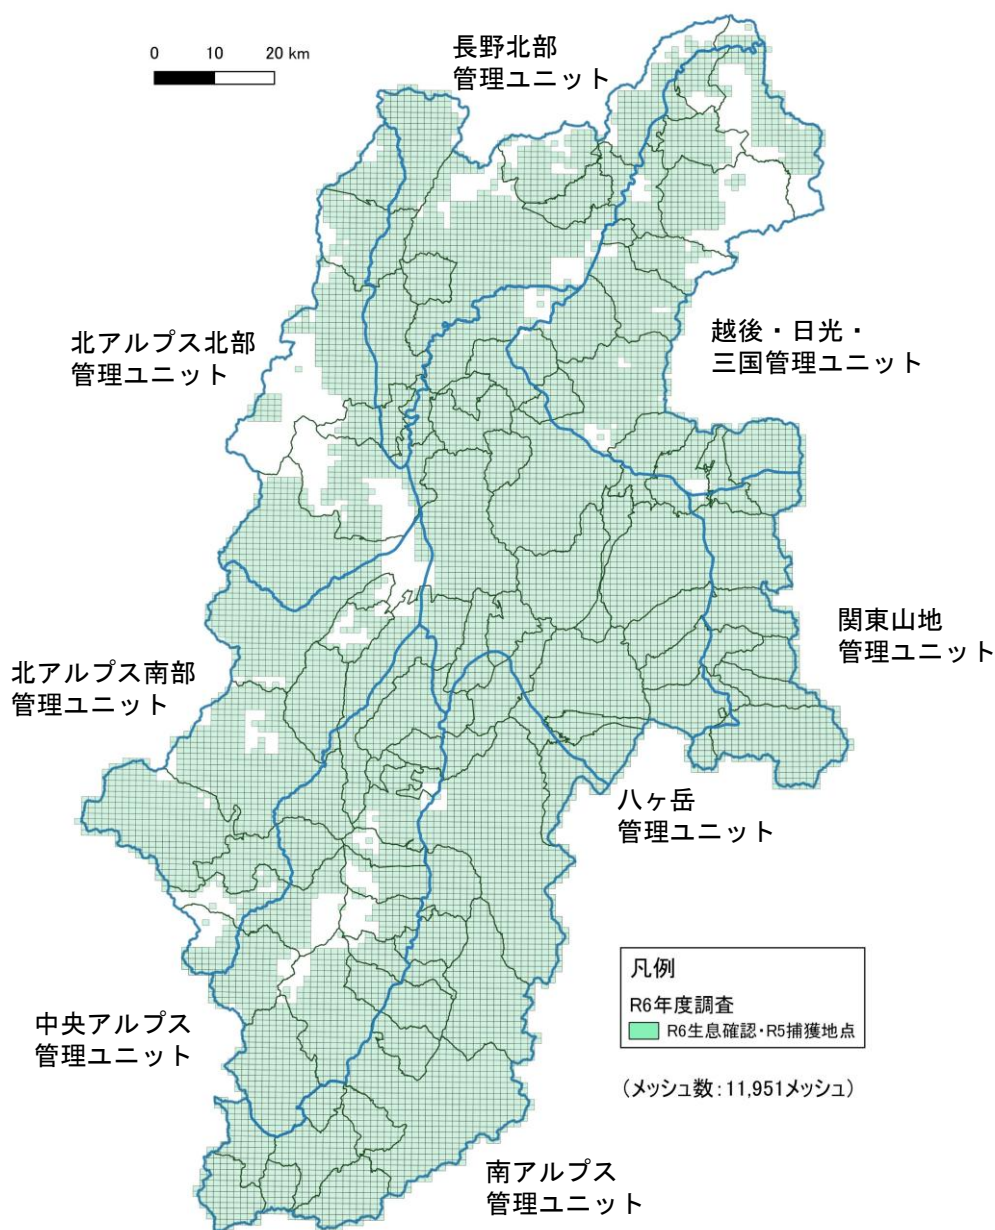 0 10 20 km
長野北部
管理ユニット
北アルプス北部
管理ユニット
越後・日光・
三国管理ユニット
関東山地
管理ユニット
北アルプス南部
管理ユニット
八ヶ岳
管理ユニット
中央アルプス
管理ユニット
南アルプス
管理ユニット
凡例
R6年度調査
R6生息確認・R5捕獲地点
(メッシュ数:11,951メッシュ)